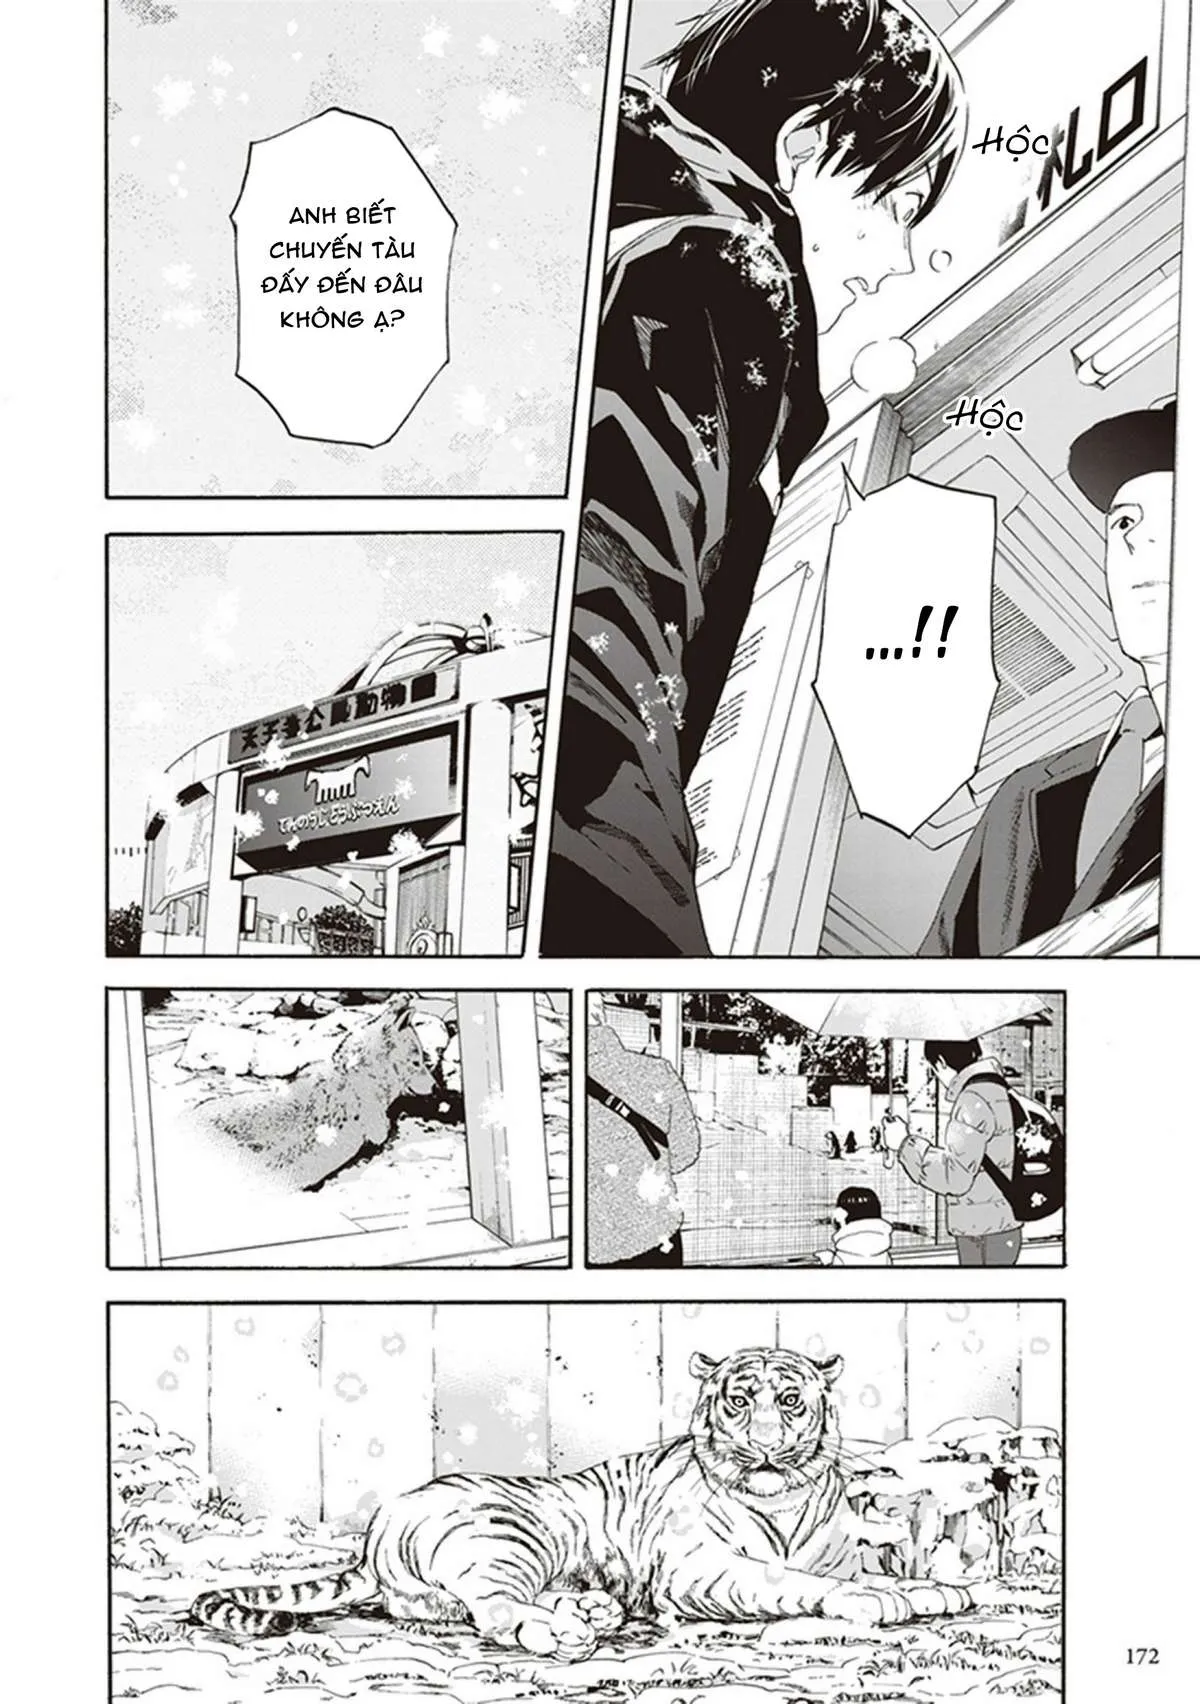 HỘC
HỘC
...!!
ANH BIẾT
CHUYẾN TÀU
ĐẤY ĐẾN ĐÂU
KHÔNG Ạ?
天王寺公園動物園
てんのうじどうぶつえん
172